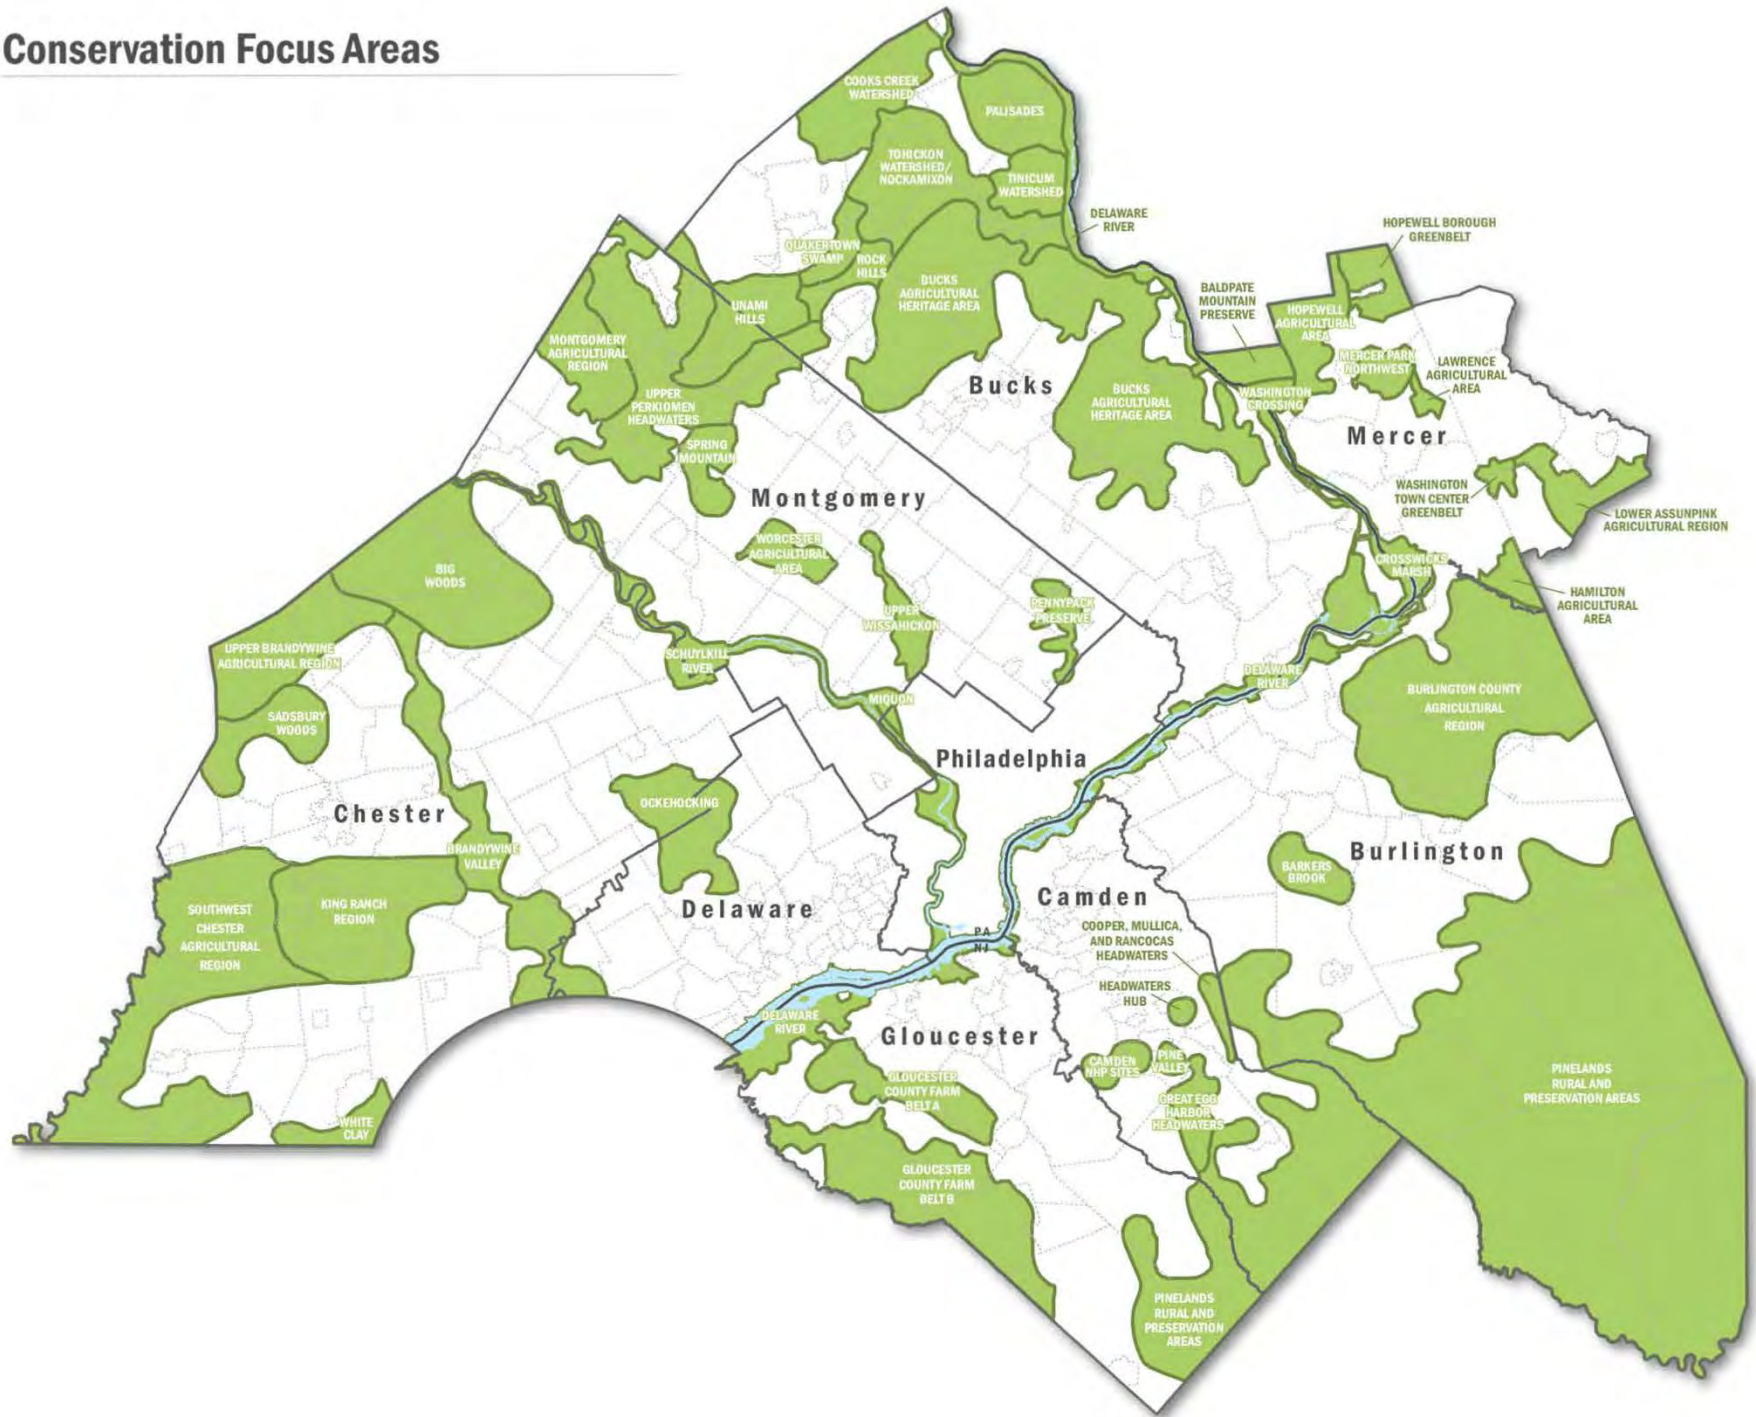 Conservation Focus Areas
COOKS CREEK
WATERSHED
PALISADES
TOHICKON
WATERSHED/
NOCKAMIXON
TINICUM
WATERSHED
DELAWARE
RIVER
HOPEWELL BOROUGH
GREENBELT
QUAKERTOWN
SWAMP
ROCK
HILLS
BUCKS
AGRICULTURAL
HERITAGE AREA
UNAMI
HILLS
BALDPATE
MOUNTAIN
PRESERVE
HOPEWELL
AGRICULTURAL
AREA
MONTGOMERY
AGRICULTURAL
REGION
MERCER PARK
NORTHWEST
LAWRENCE
AGRICULTURAL
AREA
Bucks
UPPER
PERKIOMEN
HEADWATERS
BUCKS
AGRICULTURAL
HERITAGE AREA
WASHINGTON
CROSSING
Mercer
SPRING
MOUNTAIN
Montgomery
WASHINGTON
TOWN CENTER
GREENBELT
LOWER ASSUNPINK
AGRICULTURAL REGION
WORCESTER
AGRICULTURAL
AREA
BIG
WOODS
CROSSWICKS
MARSH
HAMILTON
AGRICULTURAL
AREA
UPPER
WISSAHICKON
PENNYPACK
PRESERVE
UPPER BRANDYWINE
AGRICULTURAL REGION
SCHUYLKILL
RIVER
DELAWARE
RIVER
BURLINGTON COUNTY
AGRICULTURAL
REGION
MIQUON
SADSBURY
WOODS
Philadelphia
OCKEHOCKING
Chester
BRANDYWINE
VALLEY
Burlington
BARKERS
BROOK
Camden
Delaware
SOUTHWEST
CHESTER
AGRICULTURAL
REGION
KING RANCH
REGION
PA
NJ
COOPER, MULLICA,
AND RANCOCAS
HEADWATERS
HEADWATERS
HUB
DELAWARE
RIVER
Gloucester
CAMDEN
NHP SITES
PINE
VALLEY
PINELANDS
RURAL AND
PRESERVATION AREAS
GLOUCESTER
COUNTY FARM
BELT A
GREAT EGG
HARBOR
HEADWATERS
WHITE
CLAY
GLOUCESTER
COUNTY FARM
BELT B
PINELANDS
RURAL AND
PRESERVATION
AREAS